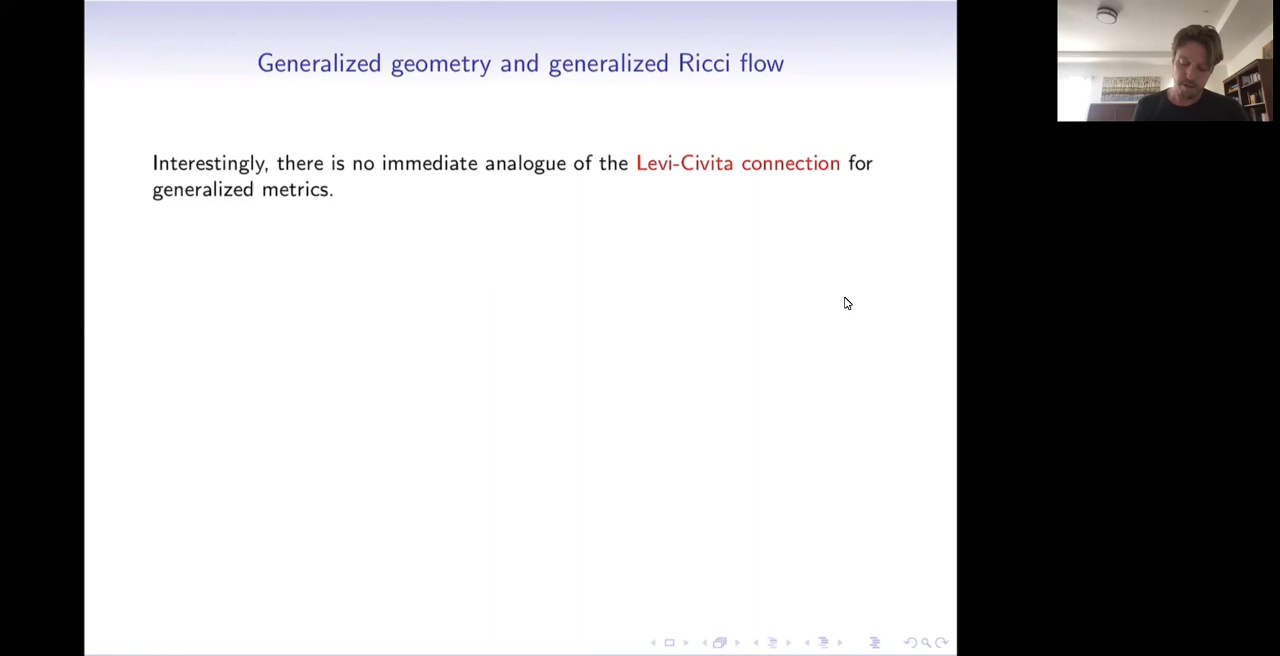 Generalized geometry and generalized Ricci flow
Interestingly, there is no immediate analogue of the Levi-Civita connection for
generalized metrics.